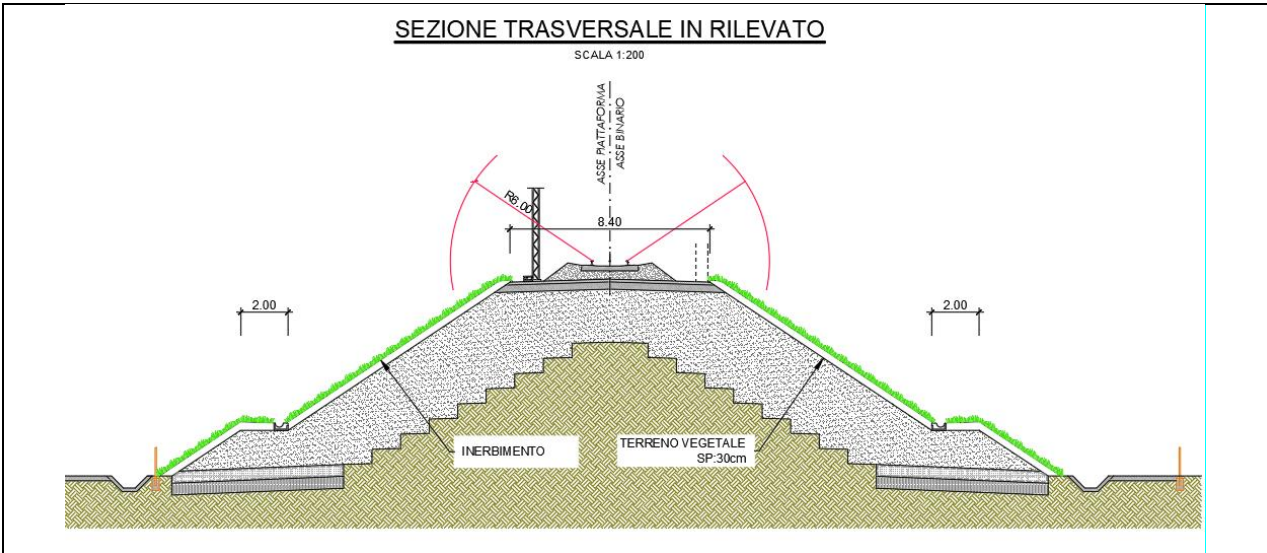 SEZIONE TRASVERSALE IN RILEVATO
SCALA 1:200
ASSE PIATTAFORMA
ASSE BINARIO
R6.00
8.40
2.00
2.00
INERBIMENTO
TERRENO VEGETALE
SP:30cm